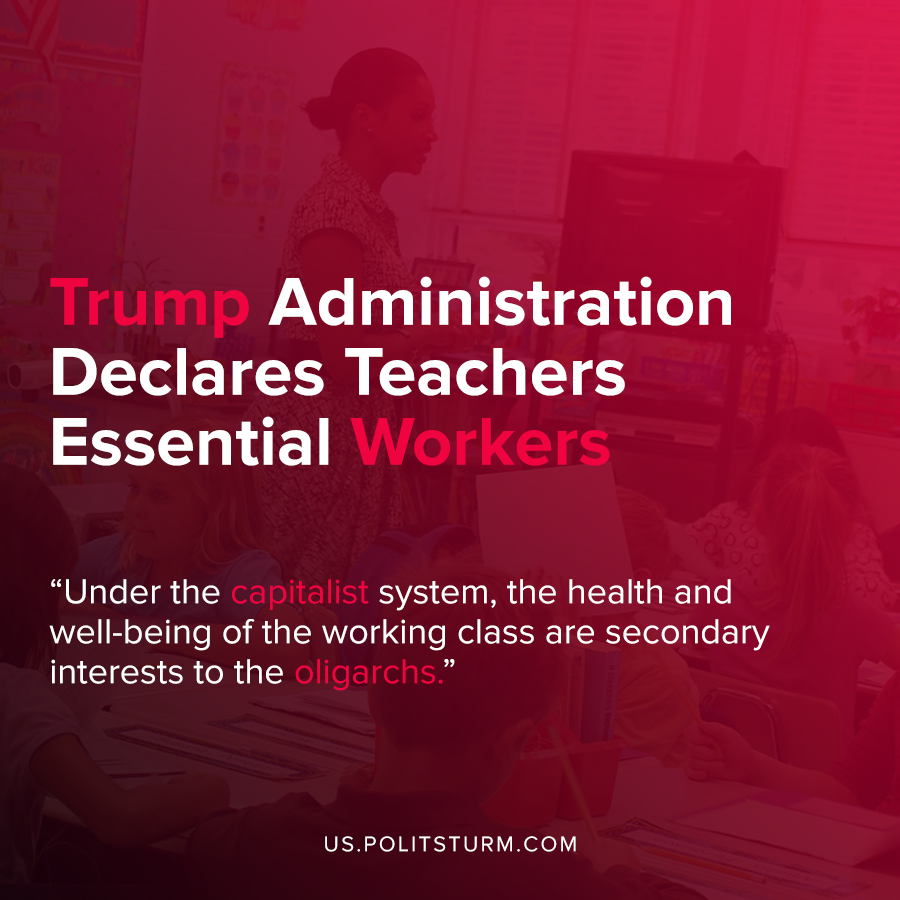 Trump Administration
Declares Teachers
Essential Workers
“Under the capitalist system, the health and
well-being of the working class are secondary
interests to the oligarchs.”
US.POLITSTURM.COM